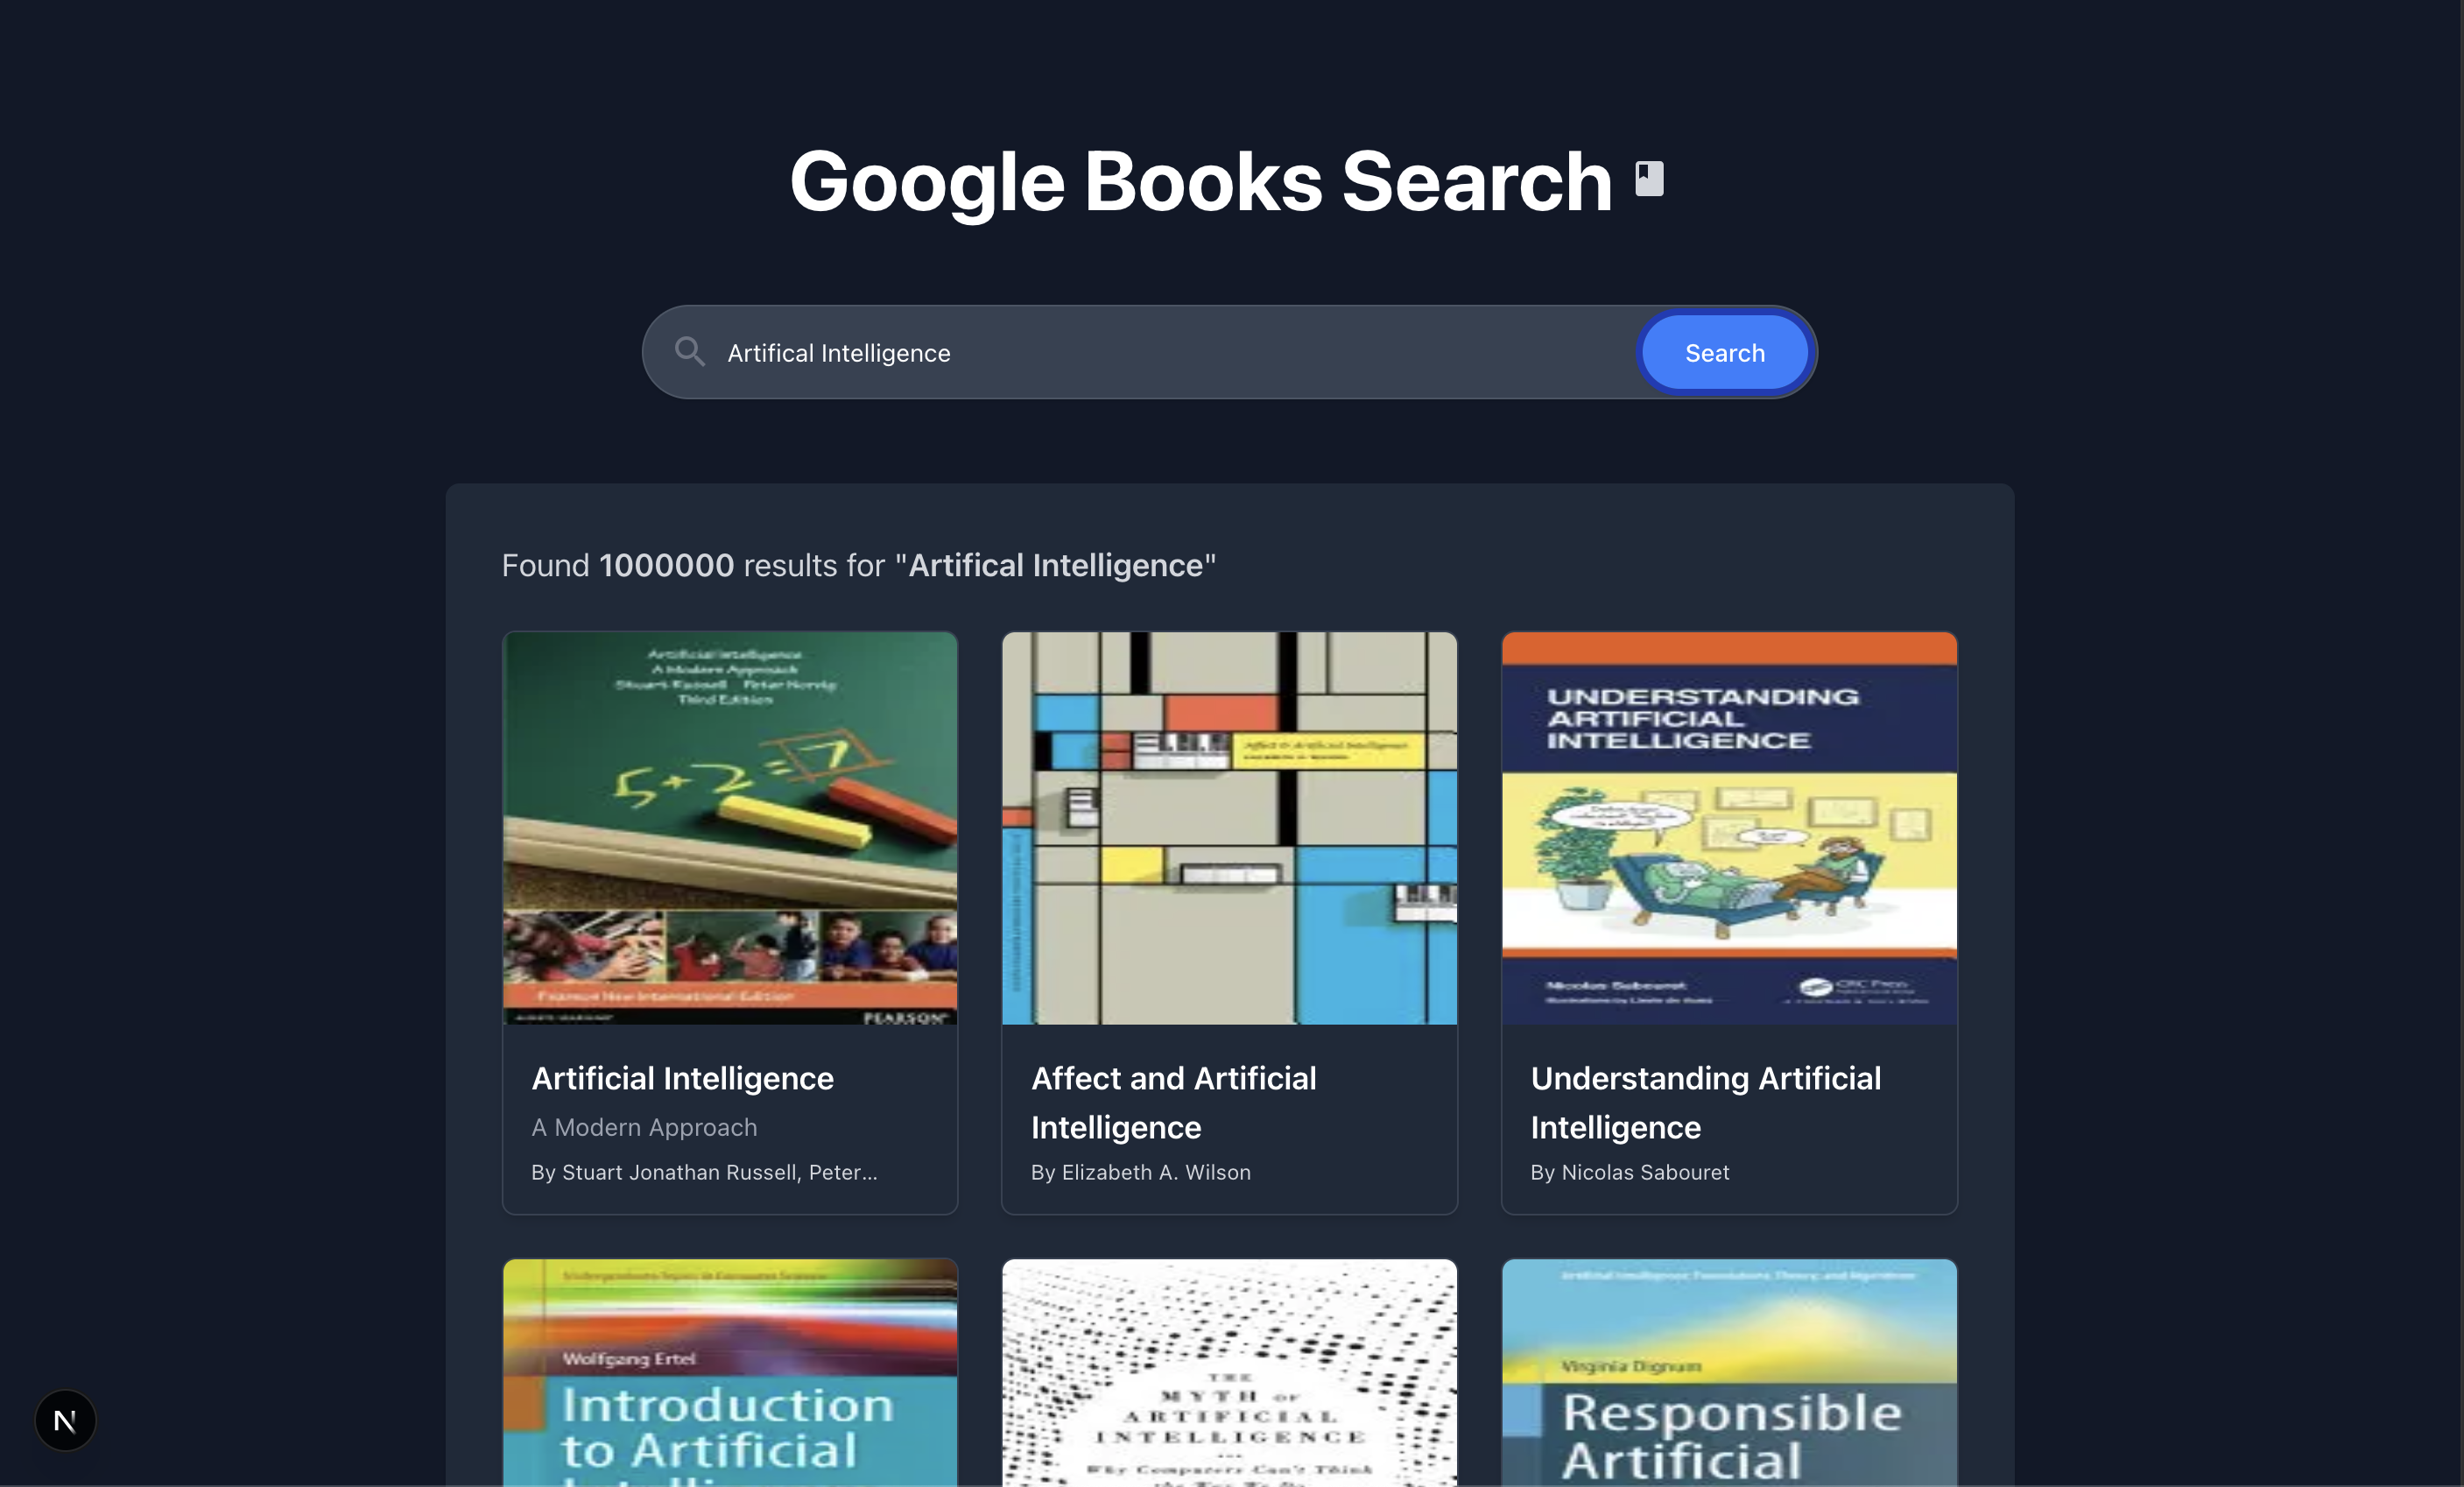 Google Books Search
Artifical Intelligence
Search
Found 1000000 results for "Artifical Intelligence"
Artificial Intelligence
A Modern Approach
Stuart Russell Peter Norvig
Third Edition
5+2=7
Pearson New International Edition
PEARSON
Artificial Intelligence
A Modern Approach
By Stuart Jonathan Russell, Peter...
Affect & Artificial Intelligence
Affect and Artificial
Intelligence
By Elizabeth A. Wilson
UNDERSTANDING
ARTIFICIAL
INTELLIGENCE
Nicolas Sabouret
CRC Press
Understanding Artificial
Intelligence
By Nicolas Sabouret
Undergraduate Topics in Computer Science
Wolfgang Ertel
Introduction
to Artificial
THE
MYTH OF
ARTIFICIAL
INTELLIGENCE
Why Computers Can't Think
the Way We Do
Artificial Intelligence: Foundations, Theory, and Algorithms
Virginia Dignum
Responsible
Artificial
N